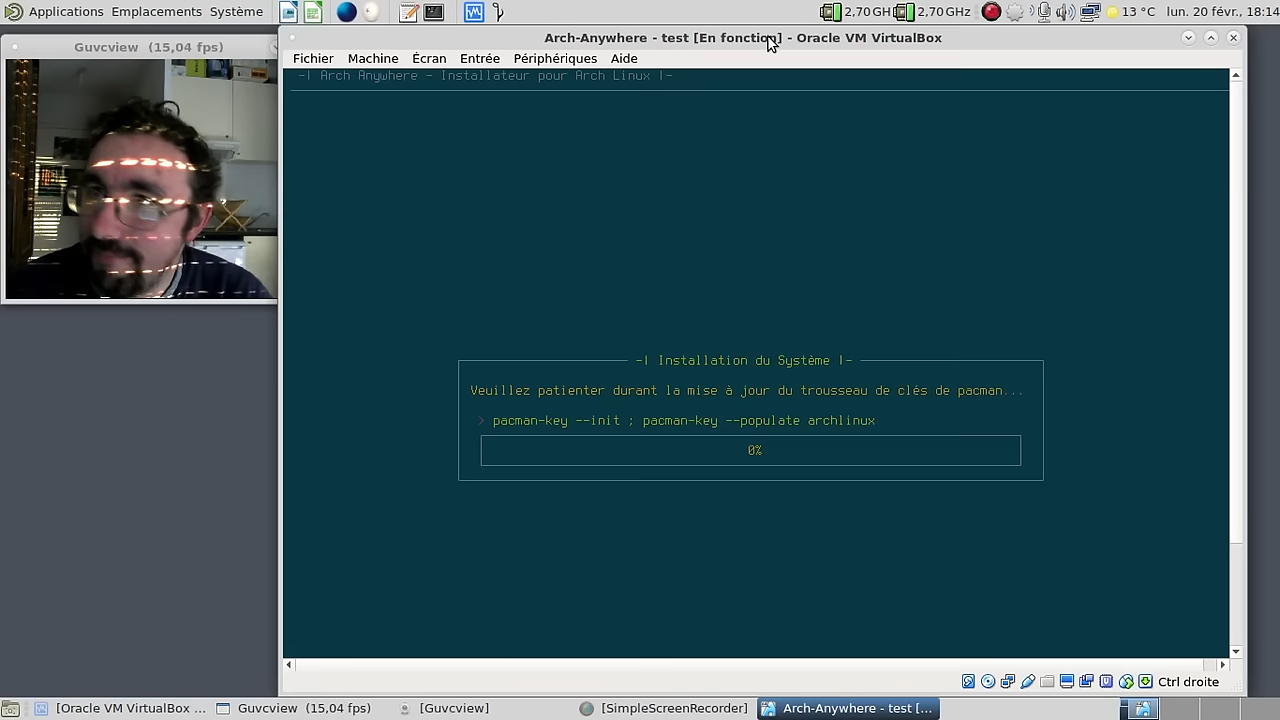 Applications Emplacements Système
2,70 GH 2,70 GHz 13 °C lun. 20 févr., 18:14
Guvcview (15,04 fps)
Arch-Anywhere - test [En fonction] - Oracle VM VirtualBox
Fichier Machine Écran Entrée Périphériques Aide
-| Arch Anywhere - Installateur pour Arch Linux |-
-| Installation du Système |-
Veuillez patienter durant la mise à jour du trousseau de clés de pacman...
> pacman-key --init ; pacman-key --populate archlinux
0%
Ctrl droite
[Oracle VM VirtualBox ... Guvcview (15,04 fps) [Guvcview] [SimpleScreenRecorder] Arch-Anywhere - test [...